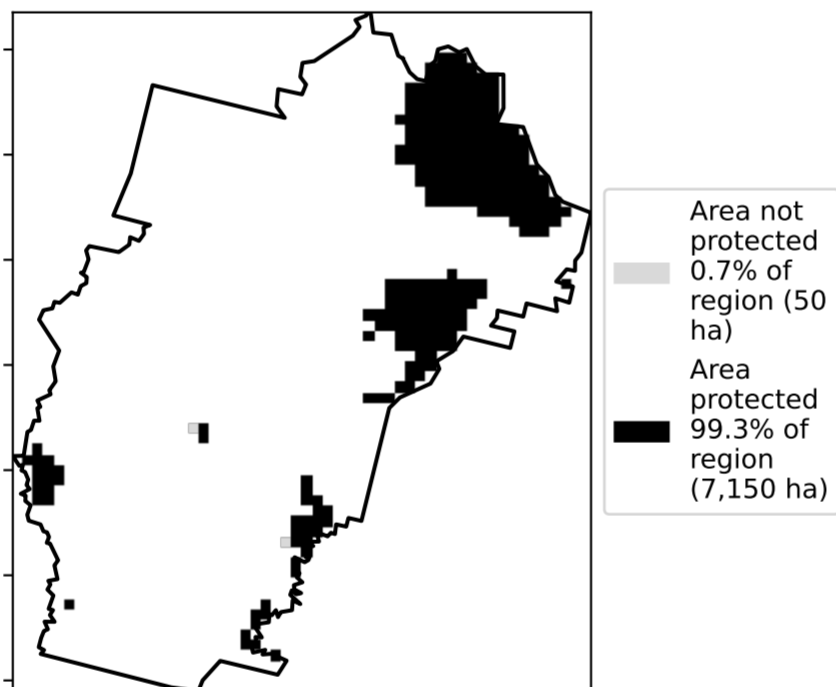 Area not
protected
0.7% of
region (50
ha)
Area
protected
99.3% of
region
(7,150 ha)